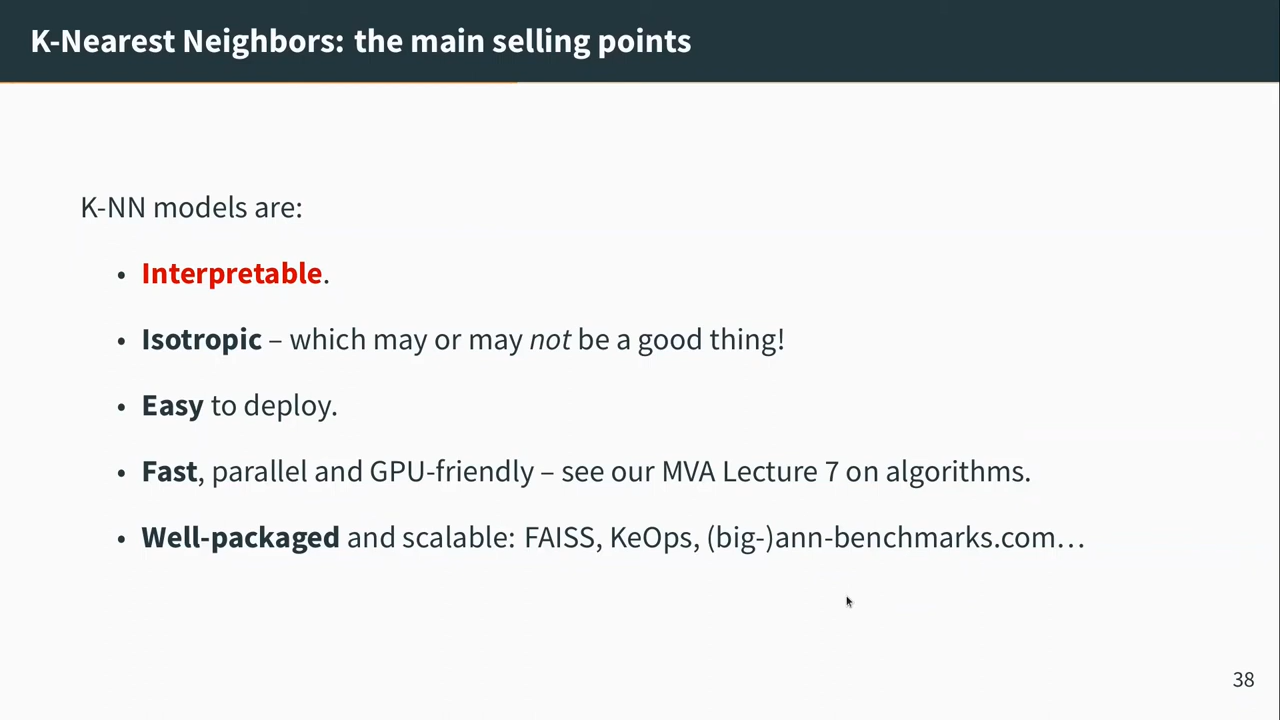 K-Nearest Neighbors: the main selling points
K-NN models are:
• Interpretable.
• Isotropic – which may or may not be a good thing!
• Easy to deploy.
• Fast, parallel and GPU-friendly – see our MVA Lecture 7 on algorithms.
• Well-packaged and scalable: FAISS, KeOps, (big-)ann-benchmarks.com…
38